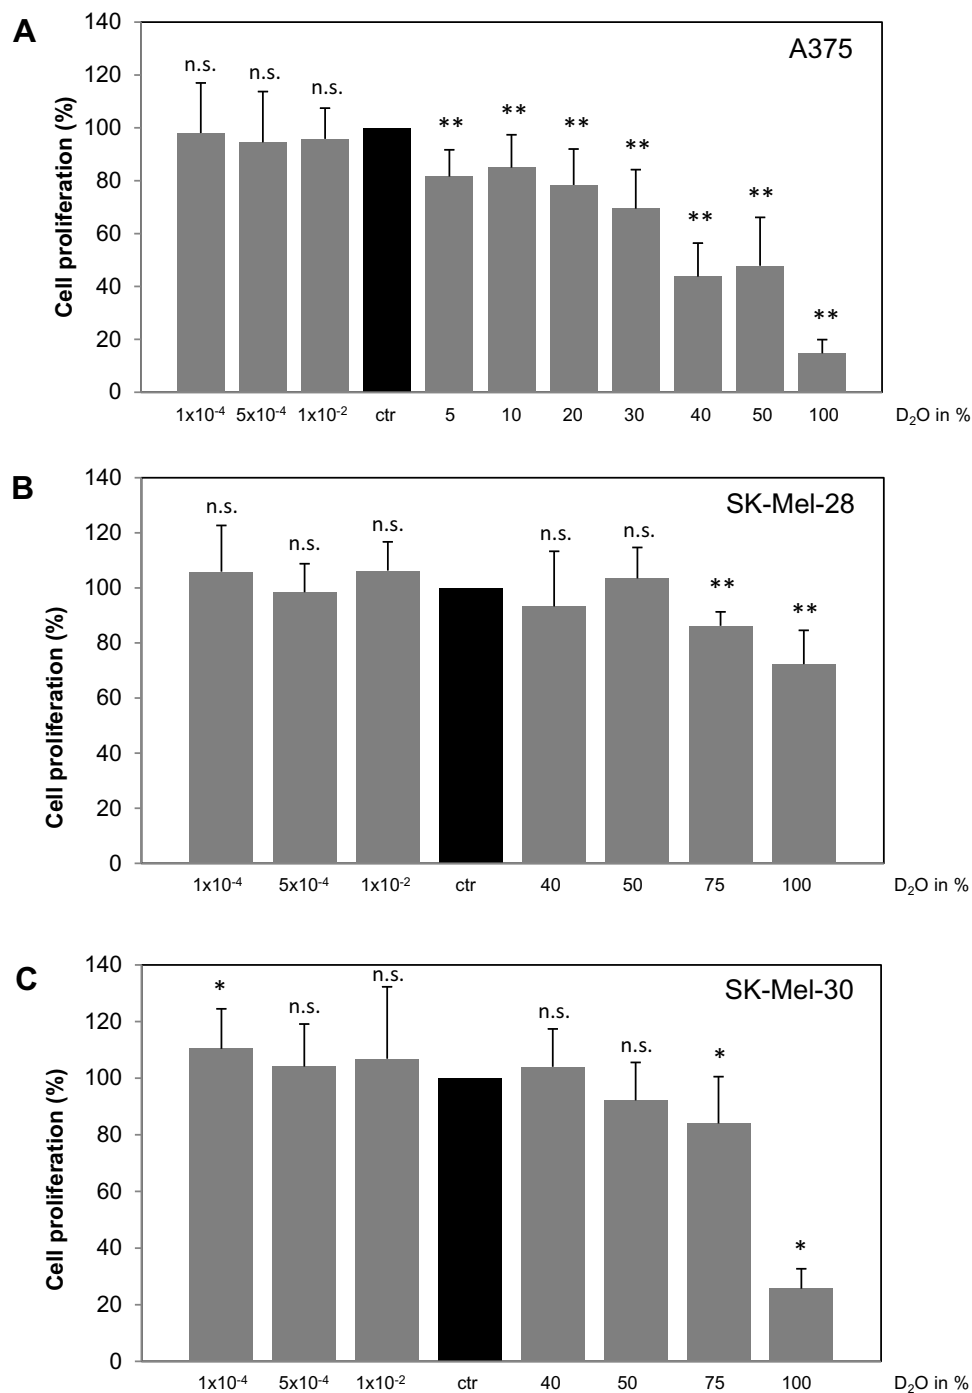 A
A375
Cell proliferation (%)
140
120
100
80
60
40
20
0
n.s. n.s. n.s. ** ** ** ** ** ** **
1x10⁻⁴ 5x10⁻⁴ 1x10⁻² ctr 5 10 20 30 40 50 100 D₂O in %
B
SK-Mel-28
Cell proliferation (%)
140
120
100
80
60
40
20
0
n.s. n.s. n.s. n.s. n.s. ** **
1x10⁻⁴ 5x10⁻⁴ 1x10⁻² ctr 40 50 75 100 D₂O in %
C
SK-Mel-30
Cell proliferation (%)
140
120
100
80
60
40
20
0
* n.s. n.s. n.s. n.s. * *
1x10⁻⁴ 5x10⁻⁴ 1x10⁻² ctr 40 50 75 100 D₂O in %